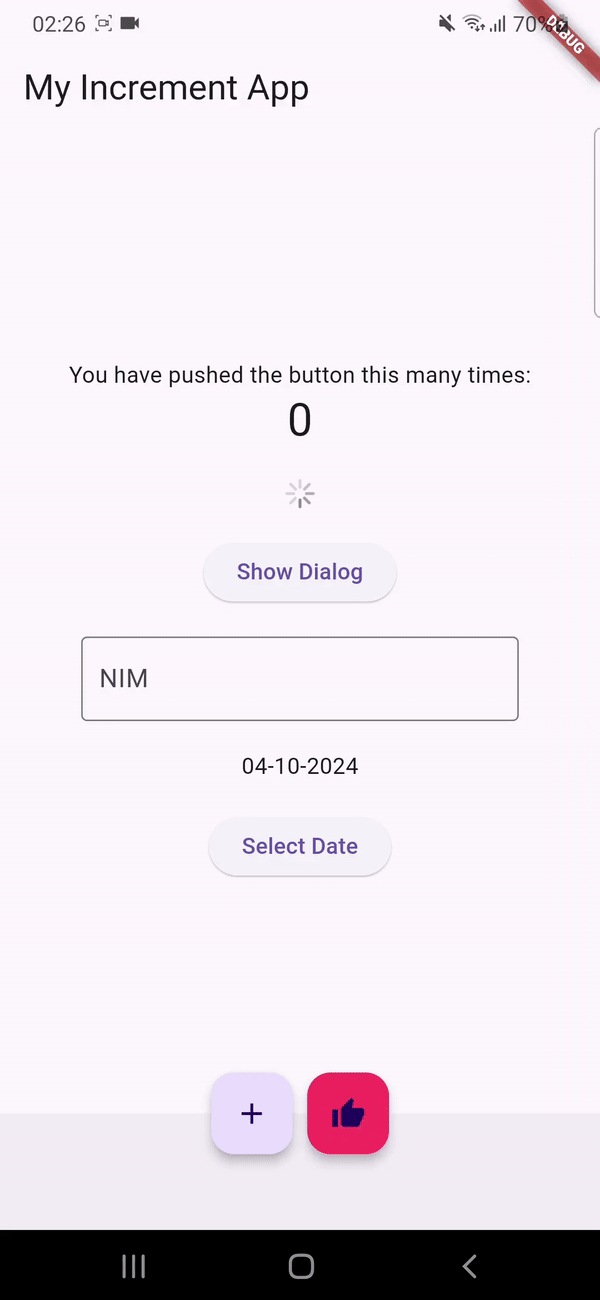 02:26
70%
DEBUG
My Increment App
You have pushed the button this many times:
0
Show Dialog
NIM
04-10-2024
Select Date